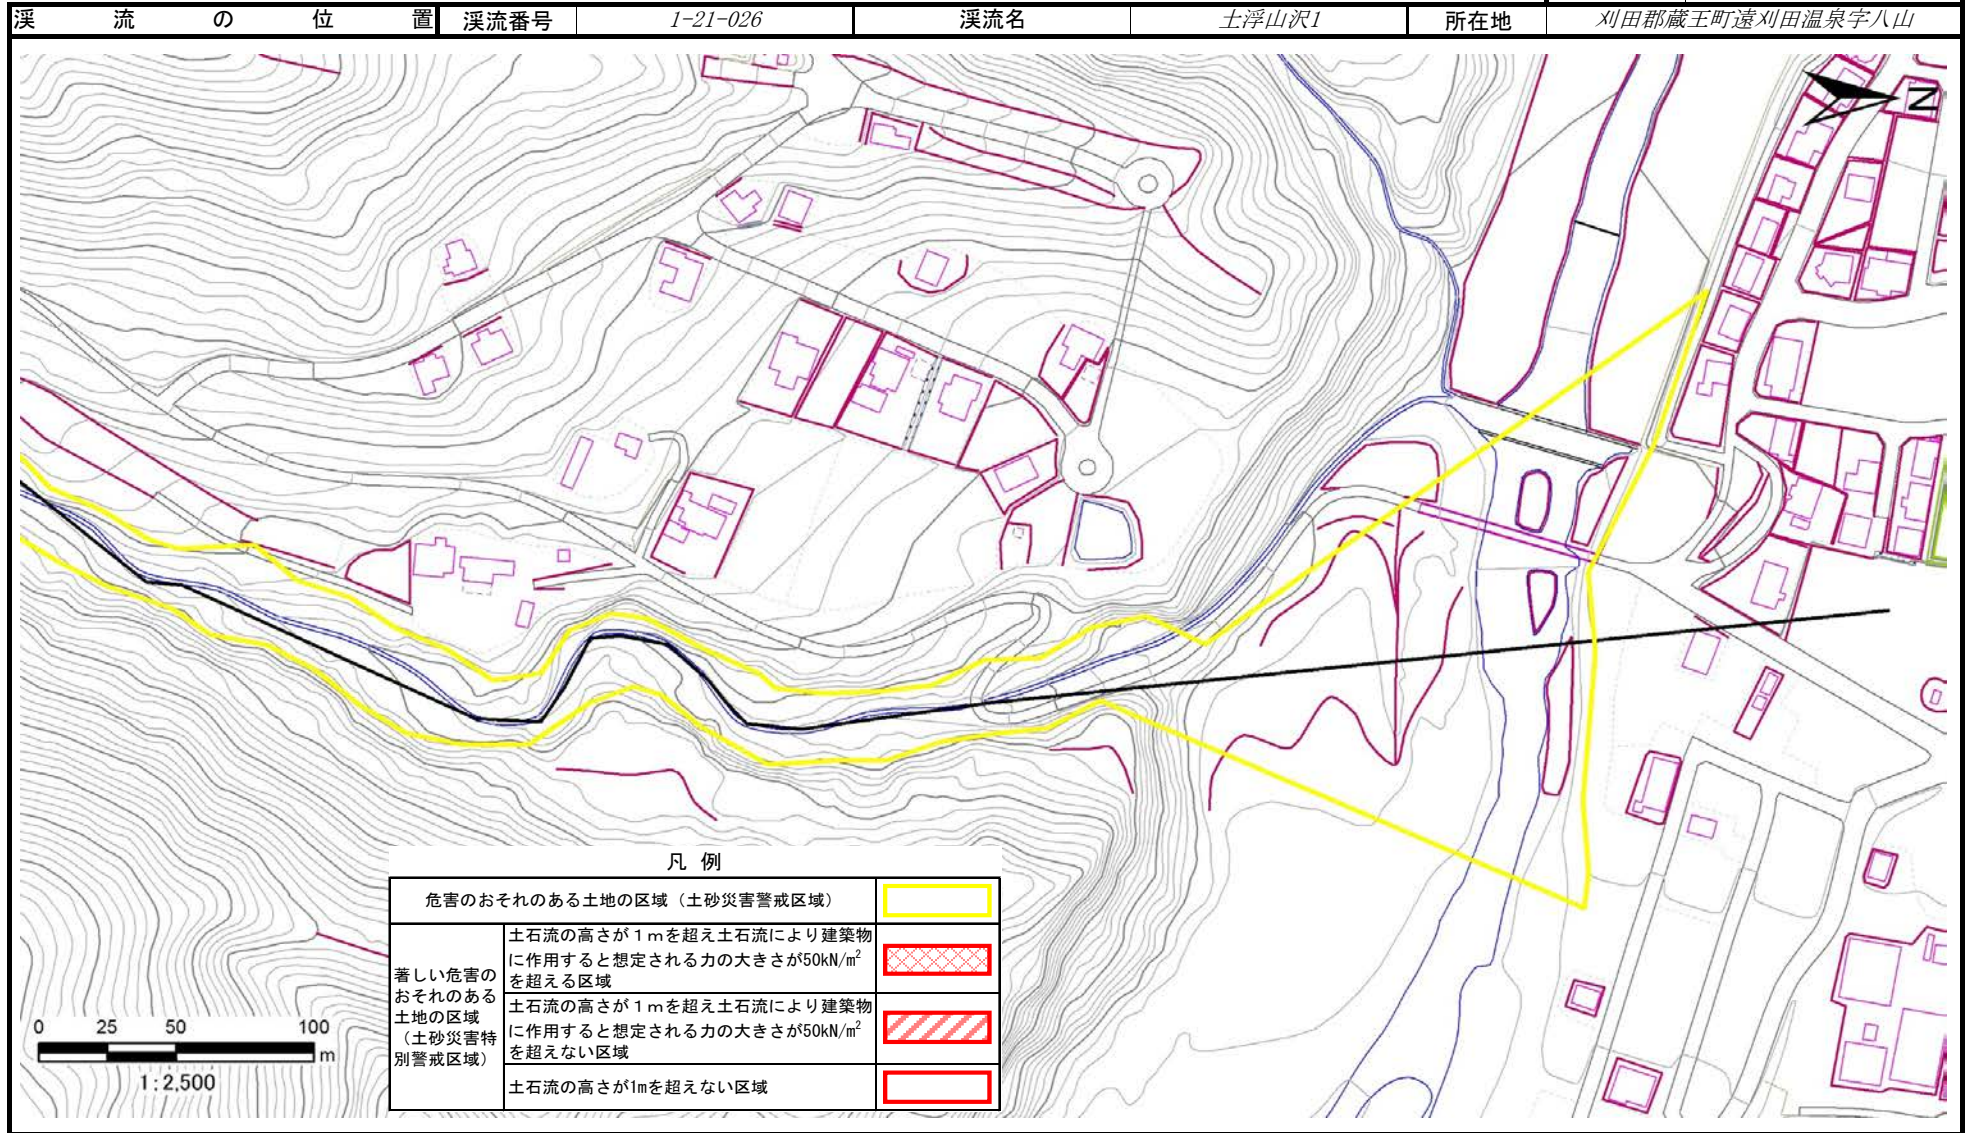 渓流の位置 渓流番号 1-21-026 渓流名 土浮山沢1 所在地 刈田郡蔵王町遠刈田温泉字八山
N
凡 例
危害のおそれのある土地の区域（土砂災害警戒区域）
著しい危害の
おそれのある
土地の区域
（土砂災害特
別警戒区域）
土石流の高さが１ｍを超え土石流により建築物
に作用すると想定される力の大きさが50kN/m²
を超える区域
土石流の高さが１ｍを超え土石流により建築物
に作用すると想定される力の大きさが50kN/m²
を超えない区域
土石流の高さが1mを超えない区域
0 25 50 100
m
1:2,500